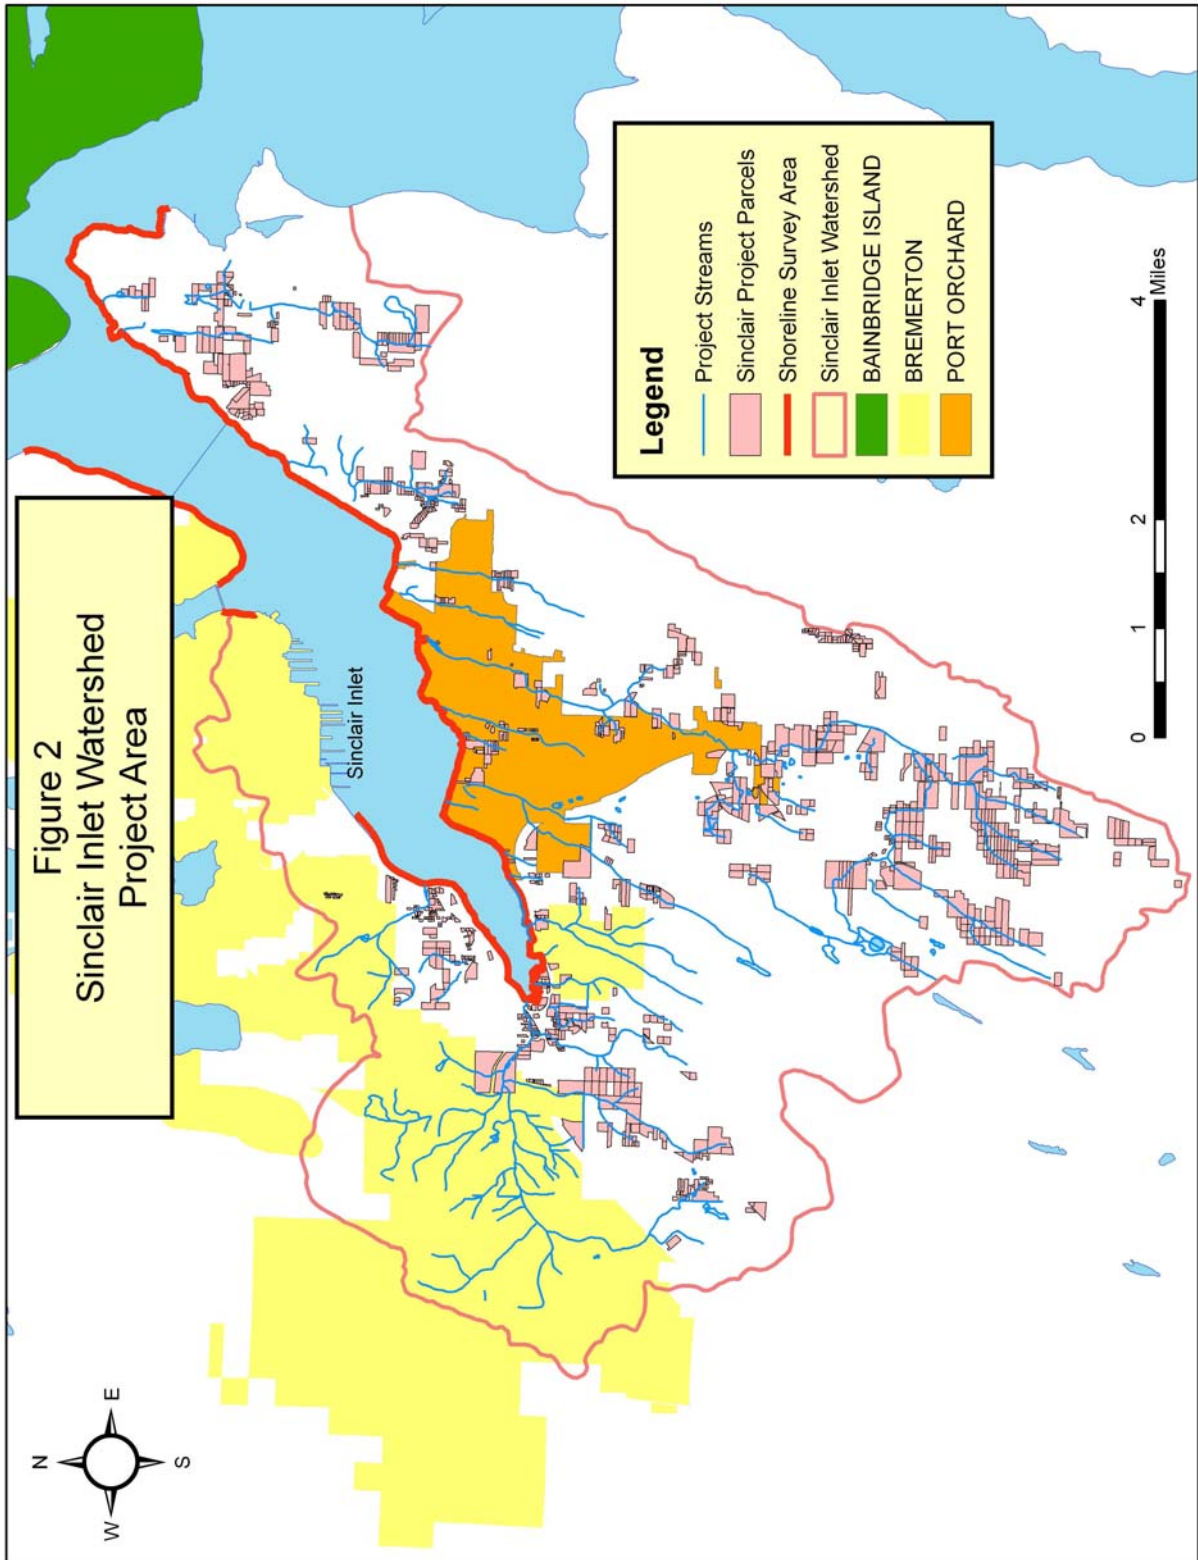 Figure 2
Sinclair Inlet Watershed
Project Area
N
W
E
S
Sinclair Inlet
Legend
Project Streams
Sinclair Project Parcels
Shoreline Survey Area
Sinclair Inlet Watershed
BAINBRIDGE ISLAND
BREMERTON
PORT ORCHARD
0 1 2 4
Miles